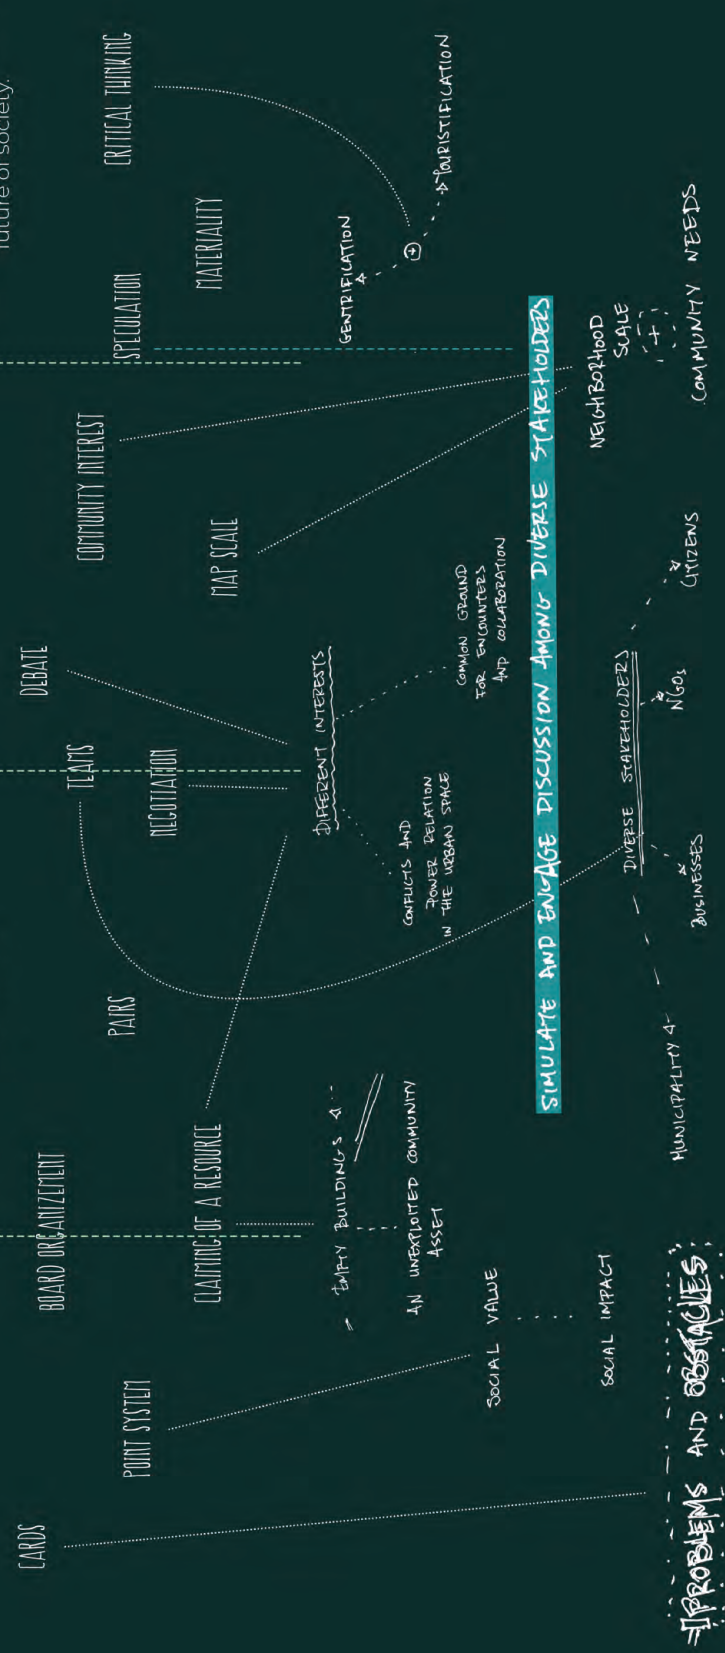 future of society.
CARDS
DEBATE
BOARD ORGANIZEMENT
TEAMS
POINT SYSTEM
PAIRS
COMMUNITY INTEREST
SPECULATION
CRITICAL THINKING
NEGOTIATION
CLAIMING OF A RESOURCE
MAP SCALE
MATERIALITY
EMPTY BUILDINGS
AN UNEXPLOITED COMMUNITY
ASSET
DIFFERENT INTERESTS
GENTRIFICATION
TOURISTIFICATION
CONFLICTS AND
POWER RELATION
IN THE URBAN SPACE
COMMON GROUND
FOR ENCOUNTERS
AND COLLABORATION
SOCIAL VALUE
SOCIAL IMPACT
SIMULATE AND ENGAGE DISCUSSION AMONG DIVERSE STAKEHOLDERS
NEIGHBORHOOD
SCALE
+
COMMUNITY NEEDS
DIVERSE STAKEHOLDERS
MUNICIPALITY
BUSINESSES
NGOs
CITIZENS
PROBLEMS AND OBSTACLES